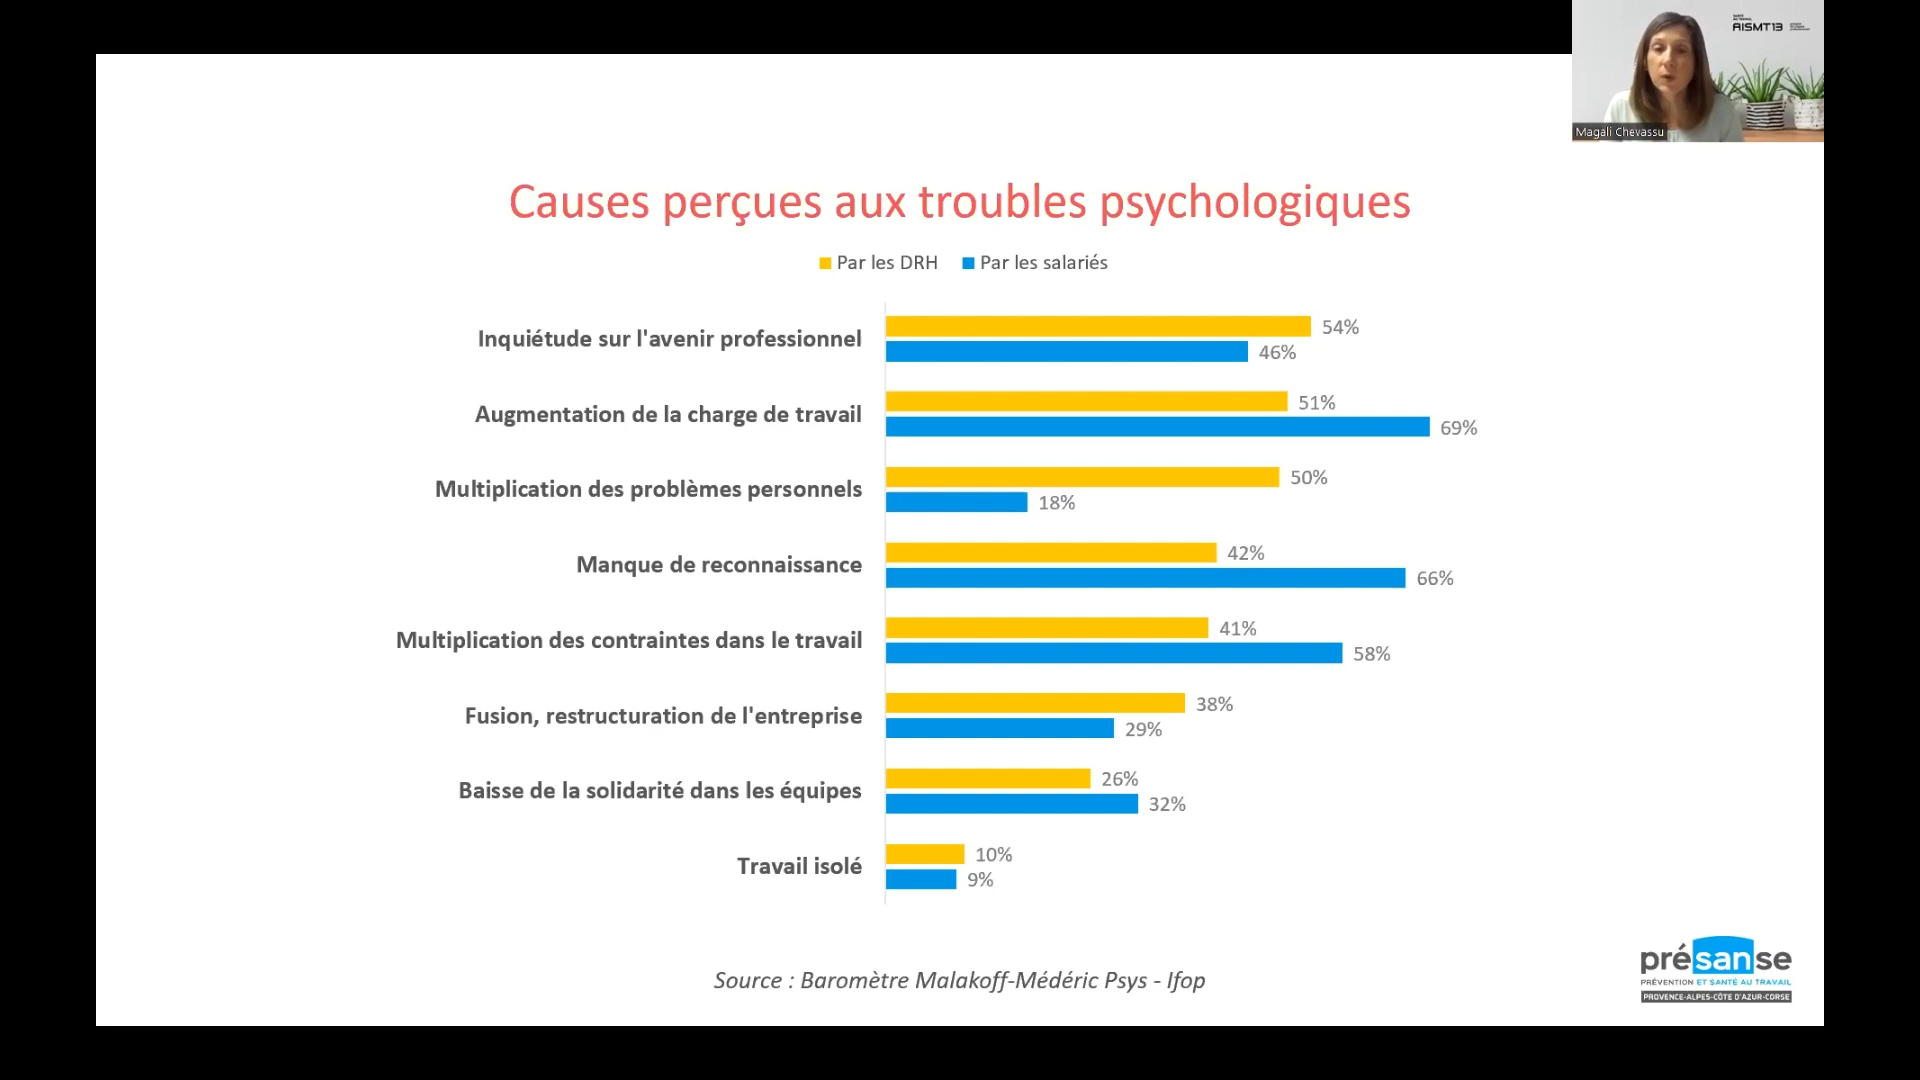 AISMT13
Magali Chevassu
Causes perçues aux troubles psychologiques
Par les DRH Par les salariés
Inquiétude sur l'avenir professionnel
54%
46%
Augmentation de la charge de travail
51%
69%
Multiplication des problèmes personnels
50%
18%
Manque de reconnaissance
42%
66%
Multiplication des contraintes dans le travail
41%
58%
Fusion, restructuration de l'entreprise
38%
29%
Baisse de la solidarité dans les équipes
26%
32%
Travail isolé
10%
9%
Source : Baromètre Malakoff-Médéric Psys - Ifop
présanse
PRÉVENTION ET SANTÉ AU TRAVAIL
PROVENCE-ALPES-CÔTE D'AZUR-CORSE